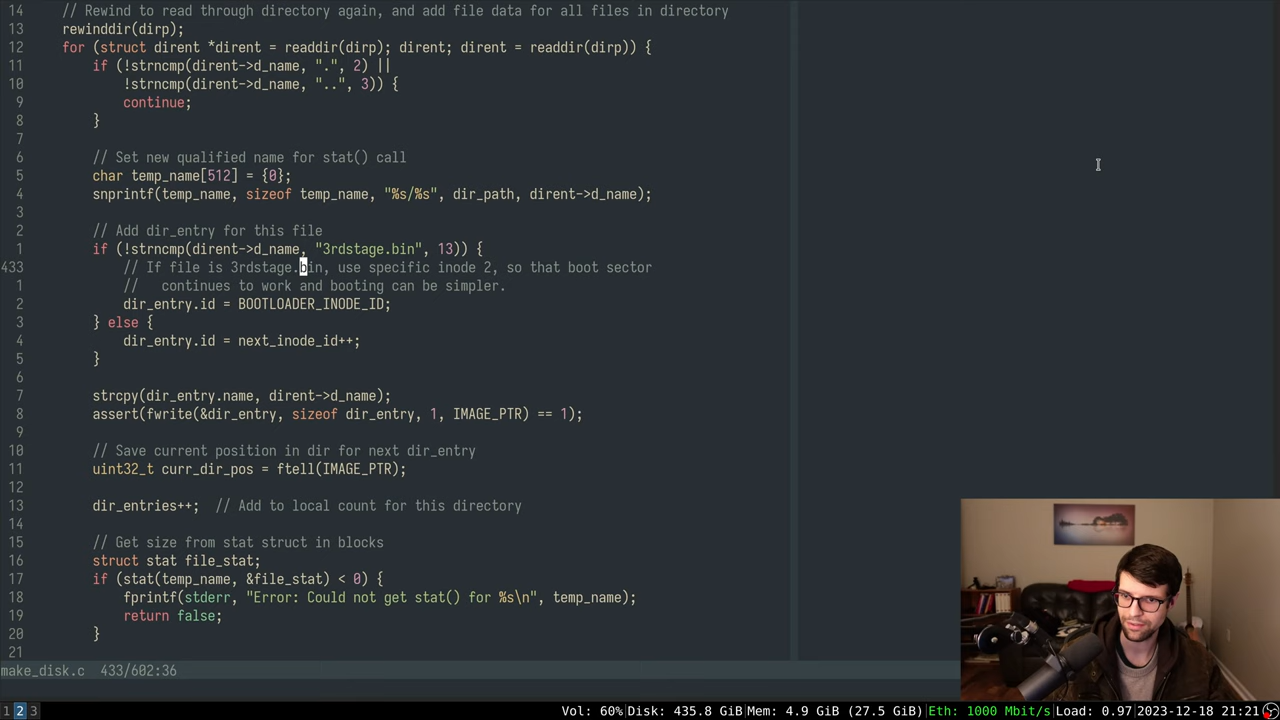 14     // Rewind to read through directory again, and add file data for all files in directory
13     rewinddir(dirp);
12     for (struct dirent *dirent = readdir(dirp); dirent; dirent = readdir(dirp)) {
11         if (!strncmp(dirent->d_name, ".", 2) ||
10             !strncmp(dirent->d_name, "..", 3)) {
9             continue;
8         }
7
6         // Set new qualified name for stat() call
5         char temp_name[512] = {0};
4         snprintf(temp_name, sizeof temp_name, "%s/%s", dir_path, dirent->d_name);
3
2         // Add dir_entry for this file
1         if (!strncmp(dirent->d_name, "3rdstage.bin", 13)) {
433             // If file is 3rdstage.bin, use specific inode 2, so that boot sector
1             //   continues to work and booting can be simpler.
2             dir_entry.id = BOOTLOADER_INODE_ID;
3         } else {
4             dir_entry.id = next_inode_id++;
5         }
6
7         strcpy(dir_entry.name, dirent->d_name);
8         assert(fwrite(&dir_entry, sizeof dir_entry, 1, IMAGE_PTR) == 1);
9
10         // Save current position in dir for next dir_entry
11         uint32_t curr_dir_pos = ftell(IMAGE_PTR);
12
13         dir_entries++;  // Add to local count for this directory
14
15         // Get size from stat struct in blocks
16         struct stat file_stat;
17         if (stat(temp_name, &file_stat) < 0) {
18             fprintf(stderr, "Error: Could not get stat() for %s\n", temp_name);
19             return false;
20         }
21
make_disk.c  433/602:36
1 2 3 Vol: 60%|Disk: 435.8 GiB|Mem: 4.9 GiB (27.5 GiB)|Eth: 1000 Mbit/s|Load: 0.97|2023-12-18 21:21